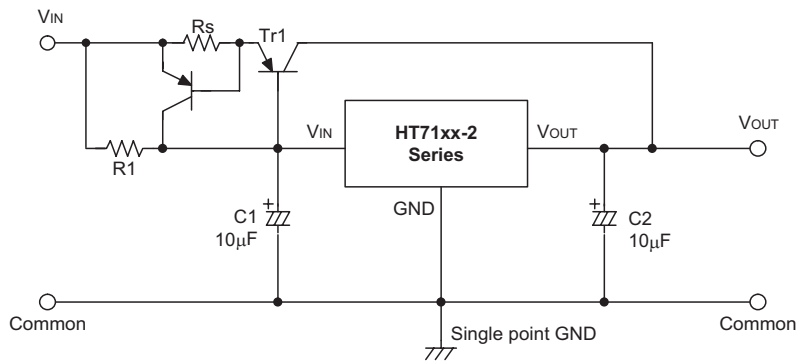 VIN
Rs
Tr1
VIN
HT71xx-2
Series
VOUT
VOUT
R1
GND
C1
10μF
C2
10μF
Common
Single point GND
Common